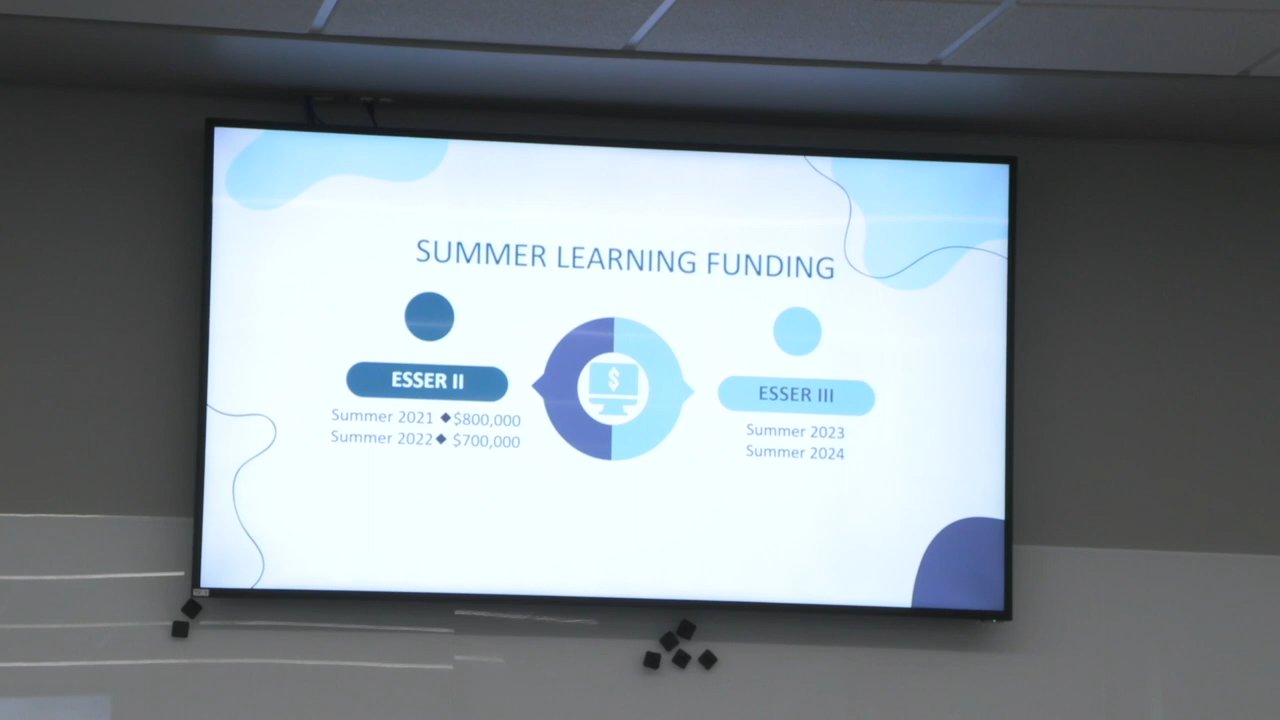 SUMMER LEARNING FUNDING
ESSER II
Summer 2021 ◆$800,000
Summer 2022◆ $700,000
$
ESSER III
Summer 2023
Summer 2024